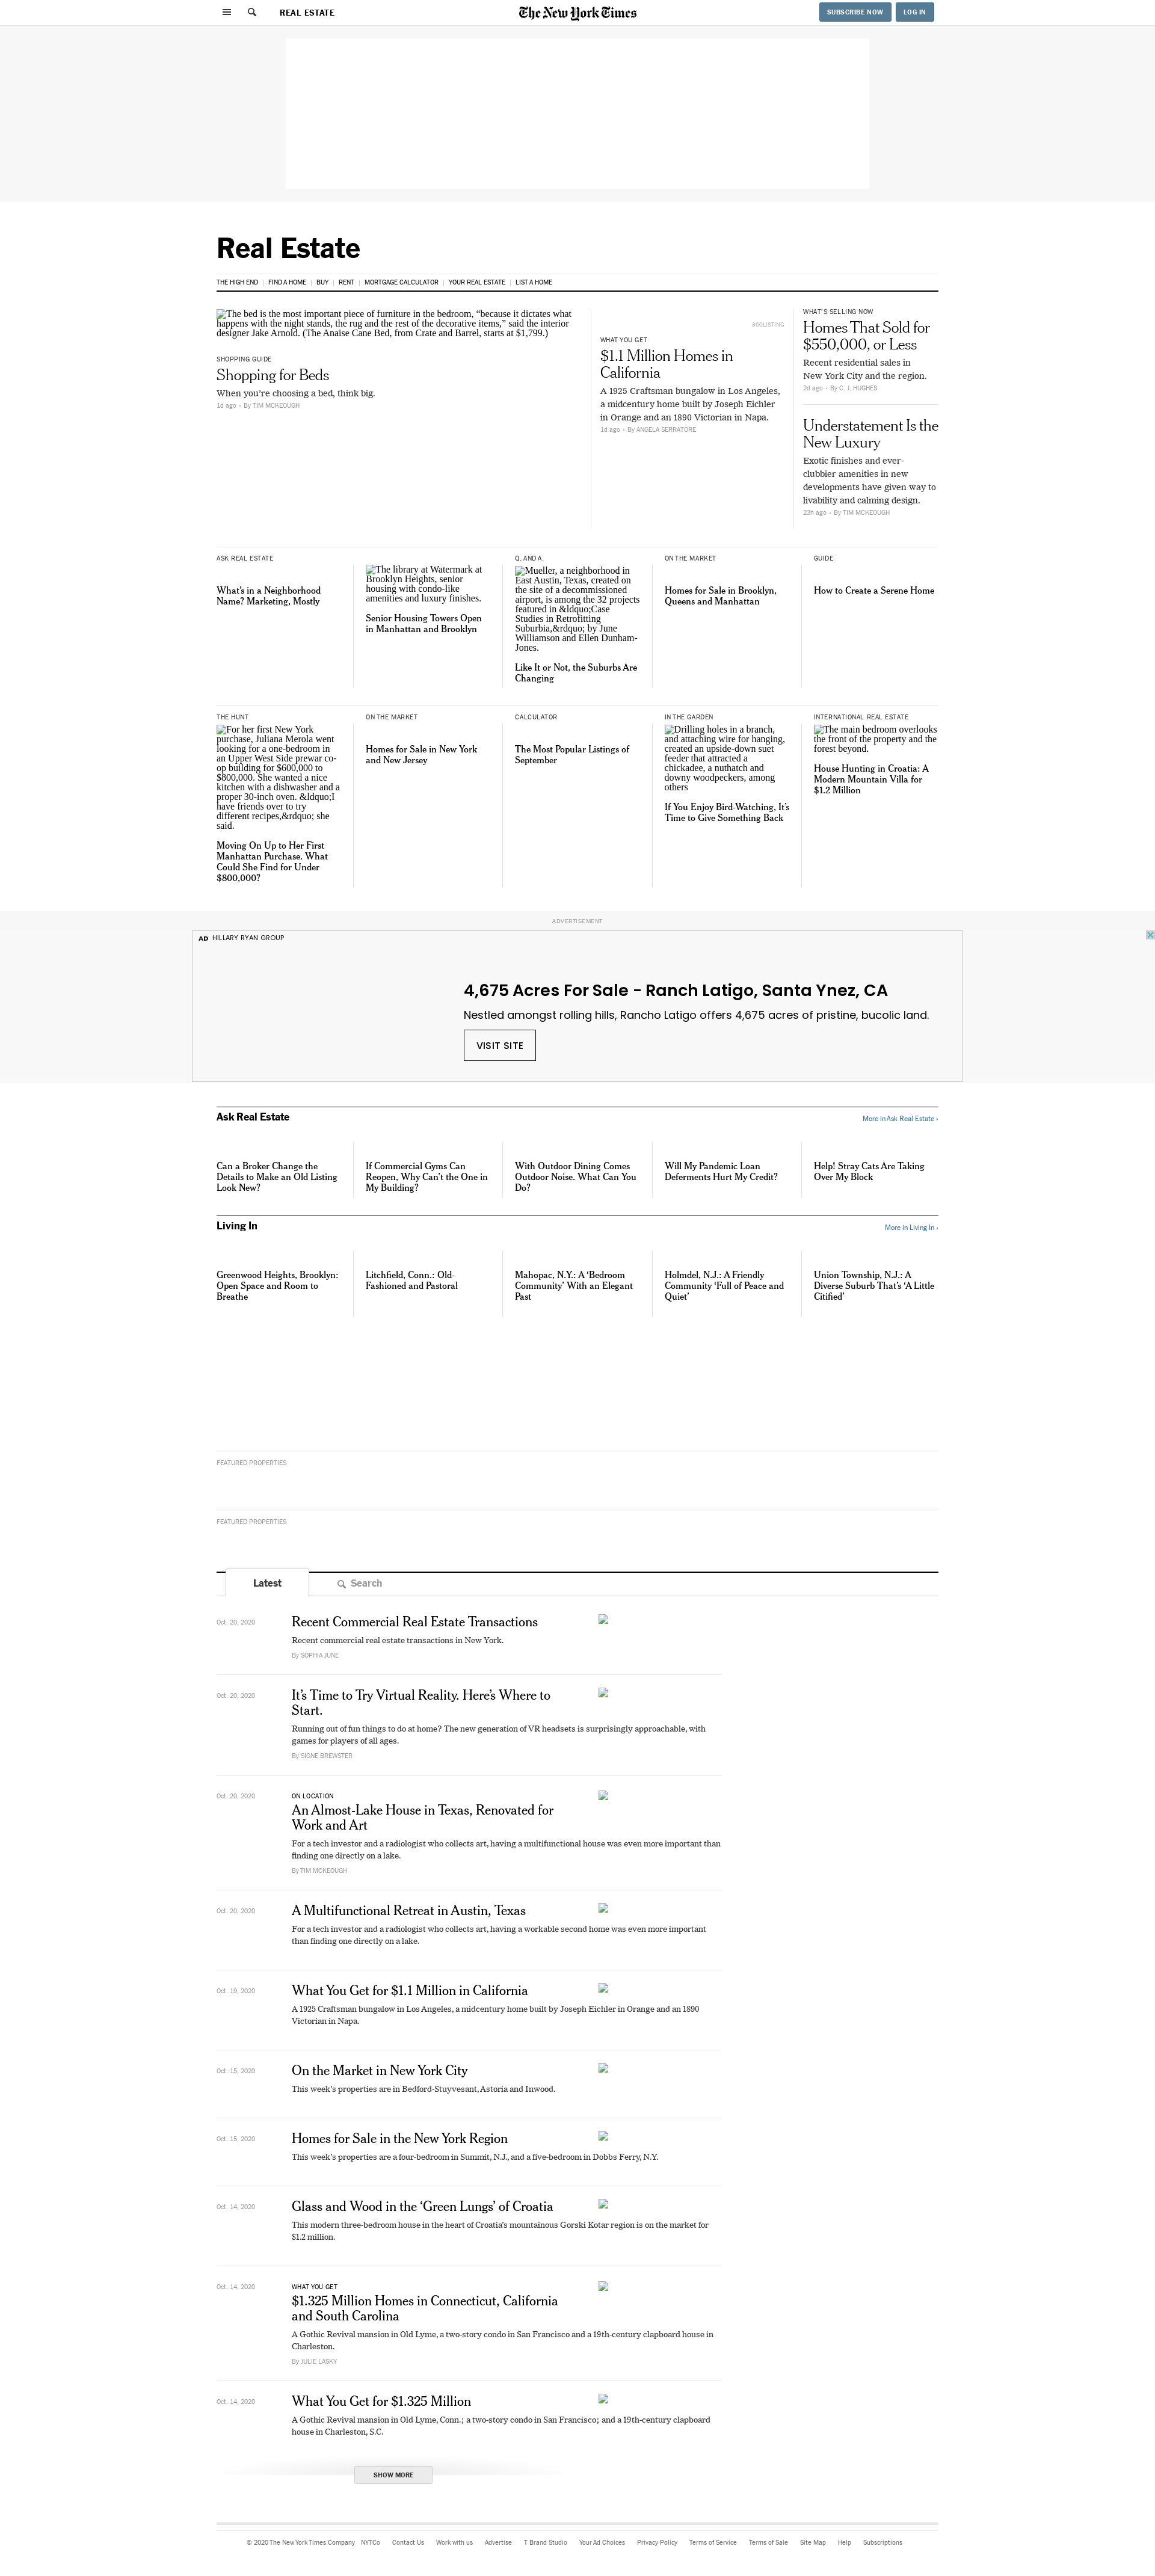 REAL ESTATE
The New York Times
SUBSCRIBE NOW
LOG IN
Real Estate
THE HIGH END
FIND A HOME
BUY
RENT
MORTGAGE CALCULATOR
YOUR REAL ESTATE
LIST A HOME
The bed is the most important piece of furniture in the bedroom, “because it dictates what
happens with the night stands, the rug and the rest of the decorative items,” said the interior
designer Jake Arnold. (The Anaise Cane Bed, from Crate and Barrel, starts at $1,799.)
SHOPPING GUIDE
Shopping for Beds
When you’re choosing a bed, think big.
1d ago • By TIM MCKEOUGH
360LISTING
WHAT YOU GET
$1.1 Million Homes in
California
A 1925 Craftsman bungalow in Los Angeles,
a midcentury home built by Joseph Eichler
in Orange and an 1890 Victorian in Napa.
1d ago • By ANGELA SERRATORE
WHAT’S SELLING NOW
Homes That Sold for
$550,000, or Less
Recent residential sales in
New York City and the region.
2d ago • By C. J. HUGHES
Understatement Is the
New Luxury
Exotic finishes and ever-
clubbier amenities in new
developments have given way to
livability and calming design.
23h ago • By TIM MCKEOUGH
ASK REAL ESTATE
What’s in a Neighborhood
Name? Marketing, Mostly
The library at Watermark at
Brooklyn Heights, senior
housing with condo-like
amenities and luxury finishes.
Senior Housing Towers Open
in Manhattan and Brooklyn
Q. AND A.
Mueller, a neighborhood in
East Austin, Texas, created on
the site of a decommissioned
airport, is among the 32 projects
featured in &ldquo;Case
Studies in Retrofitting
Suburbia,&rdquo; by June
Williamson and Ellen Dunham-
Jones.
Like It or Not, the Suburbs Are
Changing
ON THE MARKET
Homes for Sale in Brooklyn,
Queens and Manhattan
GUIDE
How to Create a Serene Home
THE HUNT
For her first New York
purchase, Juliana Merola went
looking for a one-bedroom in
an Upper West Side prewar co-
op building for $600,000 to
$800,000. She wanted a nice
kitchen with a dishwasher and a
proper 30-inch oven. &ldquo;I
have friends over to try
different recipes,&rdquo; she
said.
Moving On Up to Her First
Manhattan Purchase. What
Could She Find for Under
$800,000?
ON THE MARKET
Homes for Sale in New York
and New Jersey
CALCULATOR
The Most Popular Listings of
September
IN THE GARDEN
Drilling holes in a branch,
and attaching wire for hanging,
created an upside-down suet
feeder that attracted a
chickadee, a nuthatch and
downy woodpeckers, among
others
If You Enjoy Bird-Watching, It’s
Time to Give Something Back
INTERNATIONAL REAL ESTATE
The main bedroom overlooks
the front of the property and the
forest beyond.
House Hunting in Croatia: A
Modern Mountain Villa for
$1.2 Million
ADVERTISEMENT
AD HILLARY RYAN GROUP
4,675 Acres For Sale - Ranch Latigo, Santa Ynez, CA
Nestled amongst rolling hills, Rancho Latigo offers 4,675 acres of pristine, bucolic land.
VISIT SITE
Ask Real Estate
More in Ask Real Estate ›
Can a Broker Change the
Details to Make an Old Listing
Look New?
If Commercial Gyms Can
Reopen, Why Can’t the One in
My Building?
With Outdoor Dining Comes
Outdoor Noise. What Can You
Do?
Will My Pandemic Loan
Deferments Hurt My Credit?
Help! Stray Cats Are Taking
Over My Block
Living In
More in Living In ›
Greenwood Heights, Brooklyn:
Open Space and Room to
Breathe
Litchfield, Conn.: Old-
Fashioned and Pastoral
Mahopac, N.Y.: A ‘Bedroom
Community’ With an Elegant
Past
Holmdel, N.J.: A Friendly
Community ‘Full of Peace and
Quiet’
Union Township, N.J.: A
Diverse Suburb That’s ‘A Little
Citified’
FEATURED PROPERTIES
FEATURED PROPERTIES
Latest
Search
Oct. 20, 2020
Recent Commercial Real Estate Transactions
Recent commercial real estate transactions in New York.
By SOPHIA JUNE
Oct. 20, 2020
It’s Time to Try Virtual Reality. Here’s Where to
Start.
Running out of fun things to do at home? The new generation of VR headsets is surprisingly approachable, with
games for players of all ages.
By SIGNE BREWSTER
Oct. 20, 2020
ON LOCATION
An Almost-Lake House in Texas, Renovated for
Work and Art
For a tech investor and a radiologist who collects art, having a multifunctional house was even more important than
finding one directly on a lake.
By TIM MCKEOUGH
Oct. 20, 2020
A Multifunctional Retreat in Austin, Texas
For a tech investor and a radiologist who collects art, having a workable second home was even more important
than finding one directly on a lake.
Oct. 19, 2020
What You Get for $1.1 Million in California
A 1925 Craftsman bungalow in Los Angeles, a midcentury home built by Joseph Eichler in Orange and an 1890
Victorian in Napa.
Oct. 15, 2020
On the Market in New York City
This week’s properties are in Bedford-Stuyvesant, Astoria and Inwood.
Oct. 15, 2020
Homes for Sale in the New York Region
This week’s properties are a four-bedroom in Summit, N.J., and a five-bedroom in Dobbs Ferry, N.Y.
Oct. 14, 2020
Glass and Wood in the ‘Green Lungs’ of Croatia
This modern three-bedroom house in the heart of Croatia’s mountainous Gorski Kotar region is on the market for
$1.2 million.
Oct. 14, 2020
WHAT YOU GET
$1.325 Million Homes in Connecticut, California
and South Carolina
A Gothic Revival mansion in Old Lyme, a two-story condo in San Francisco and a 19th-century clapboard house in
Charleston.
By JULIE LASKY
Oct. 14, 2020
What You Get for $1.325 Million
A Gothic Revival mansion in Old Lyme, Conn.; a two-story condo in San Francisco; and a 19th-century clapboard
house in Charleston, S.C.
SHOW MORE
© 2020 The New York Times Company
NYTCo
Contact Us
Work with us
Advertise
T Brand Studio
Your Ad Choices
Privacy Policy
Terms of Service
Terms of Sale
Site Map
Help
Subscriptions